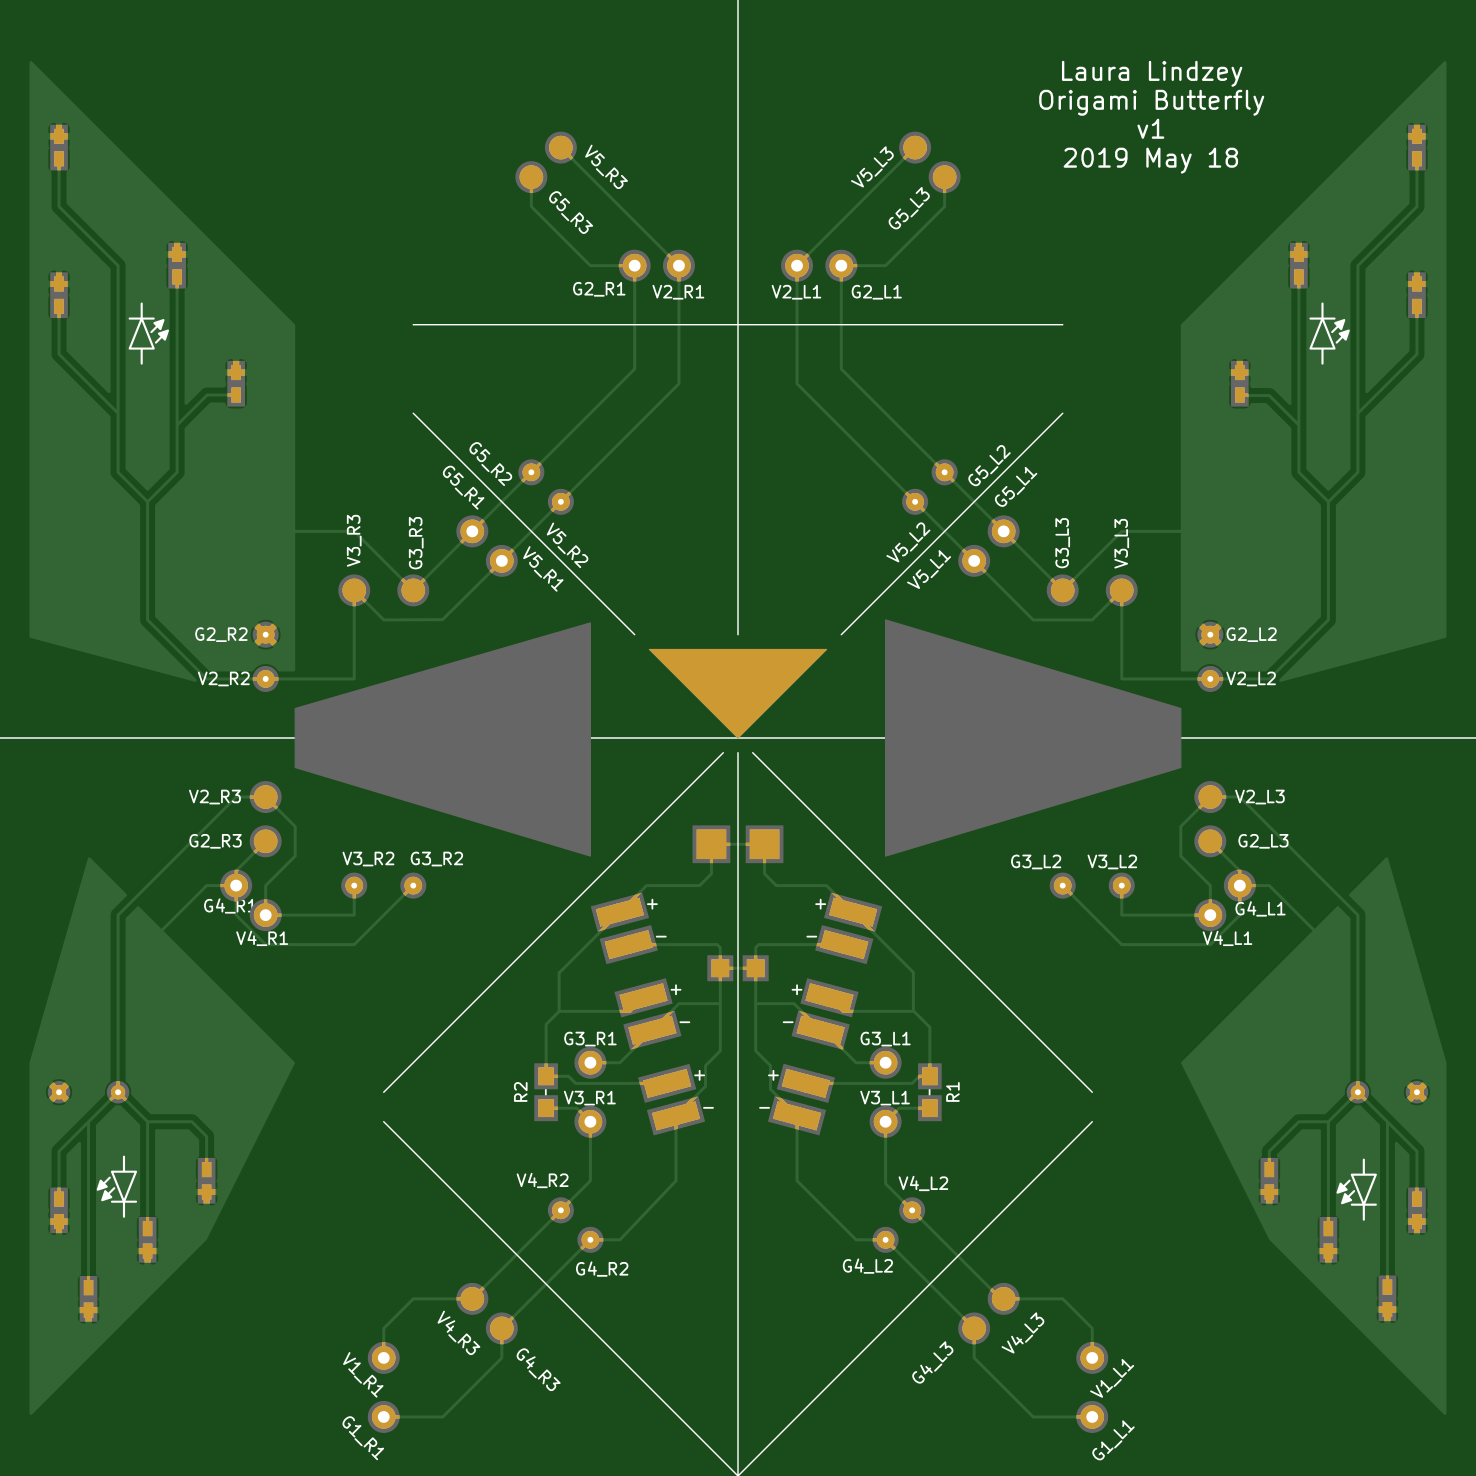 Laura Lindzey
Origami Butterfly
v1
2019 May 18
V5_R3
G5_R3
V5_L3
G5_L3
G2_R1
V2_R1
V2_L1
G2_L1
G5_R2
G5_R1
V5_R2
V5_R1
G5_L2
G5_L1
V5_L2
V5_L1
V3_R3
G3_R3
G3_L3
V3_L3
G2_R2
V2_R2
G2_L2
V2_L2
V2_R3
G2_R3
V2_L3
G2_L3
V3_R2
G3_R2
G3_L2
V3_L2
G4_R1
V4_R1
G4_L1
V4_L1
+
-
+
-
+
-
+
-
+
-
+
-
G3_R1
G3_L1
R2
V3_R1
V3_L1
R1
V4_R2
V4_L2
G4_R2
G4_L2
V4_R3
G4_R3
V4_L3
G4_L3
V1_R1
V1_L1
G1_R1
G1_L1